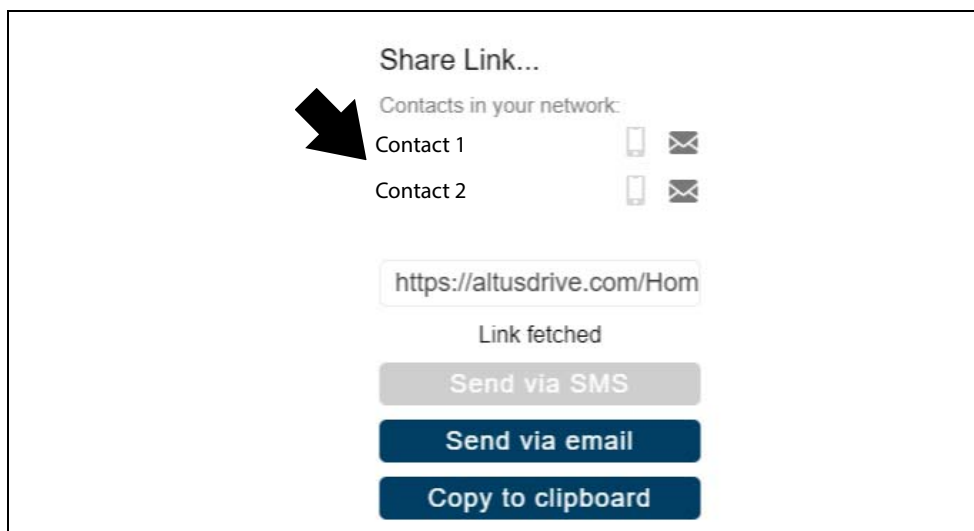 Share Link...
Contacts in your network:
Contact 1
Contact 2
https://altusdrive.com/Hom
Link fetched
Send via SMS
Send via email
Copy to clipboard